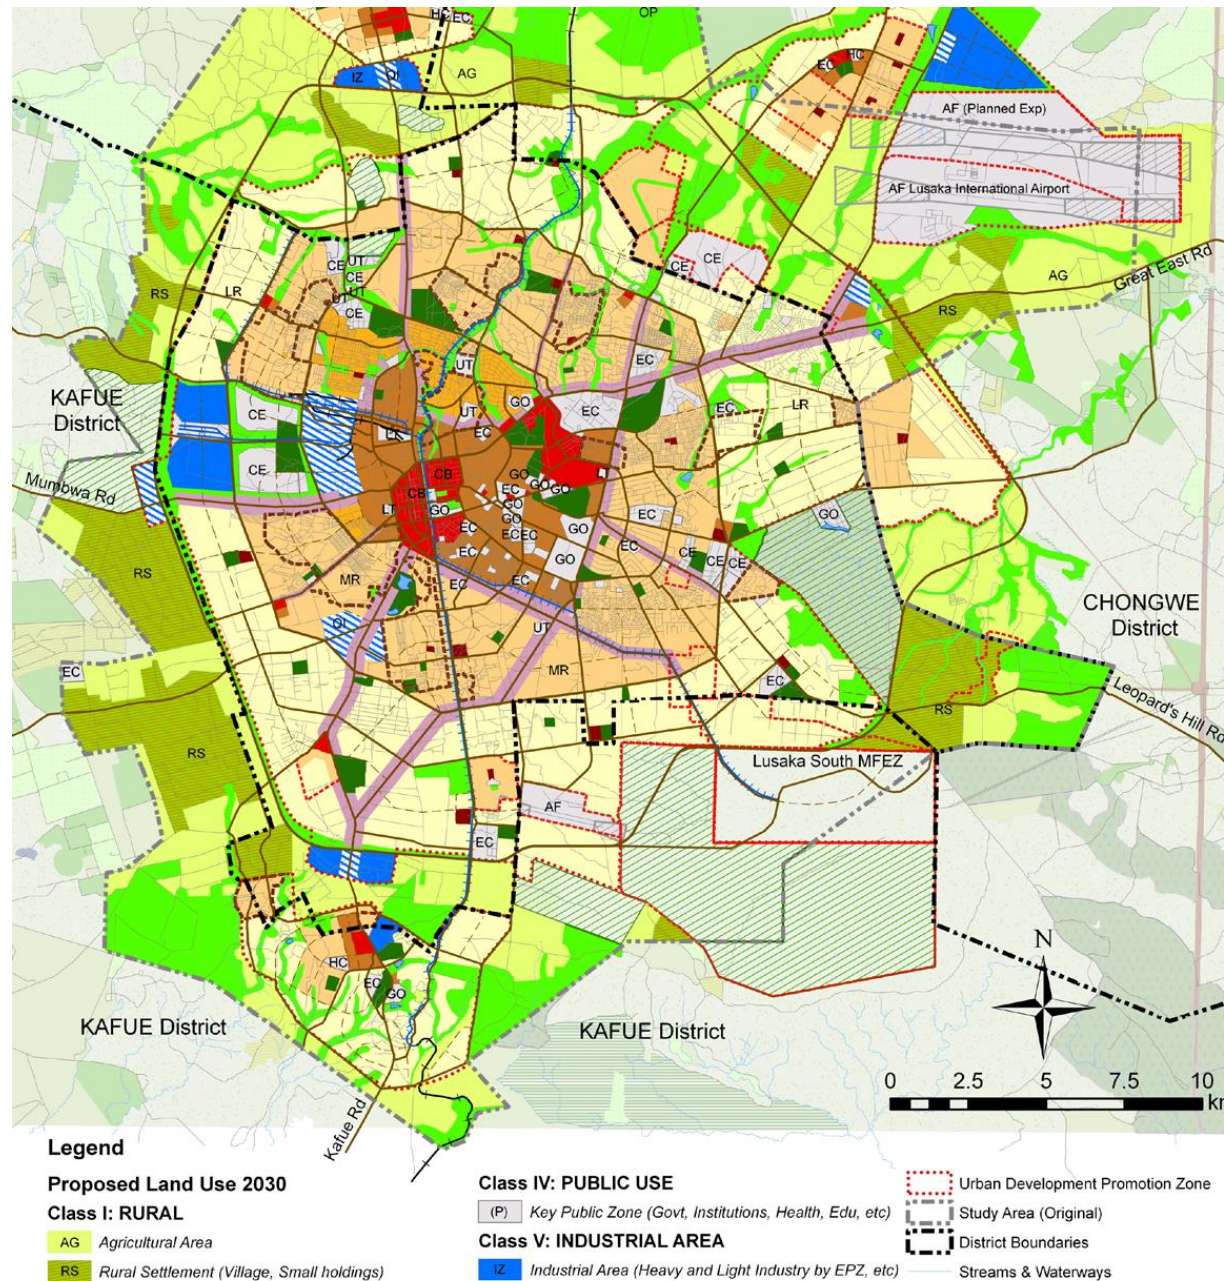 OP
HC EC
IZ
OI
AG
EC
HC
AF (Planned Exp)
AF Lusaka International Airport
CE
UT
CE
UT
UT
CE
CE
CE
AG
Great East Rd
RS
LR
RS
EC
UT
KAFUE
District
CE
UT
GO
EC
EC
EC
LR
Mumbwa Rd
CE
CB
CB
LT
GO
LT
GO
GO
GO
EC
GO
GO
EC EC
GO
GO
EC
EC
EC
EC
EC
EC
CE
CE
CE
GO
RS
MR
OI
UT
MR
EC
CHONGWE
District
EC
RS
RS
Leopard's Hill Rd
Lusaka South MFEZ
AF
EC
HC
EC
GO
KAFUE District
KAFUE District
N
0 2.5 5 7.5 10
km
Kafue Rd
Legend
Proposed Land Use 2030
Class I: RURAL
AG Agricultural Area
RS Rural Settlement (Village, Small holdings)
Class IV: PUBLIC USE
(P) Key Public Zone (Govt, Institutions, Health, Edu, etc)
Class V: INDUSTRIAL AREA
IZ Industrial Area (Heavy and Light Industry by EPZ, etc)
Urban Development Promotion Zone
Study Area (Original)
District Boundaries
Streams & Waterways